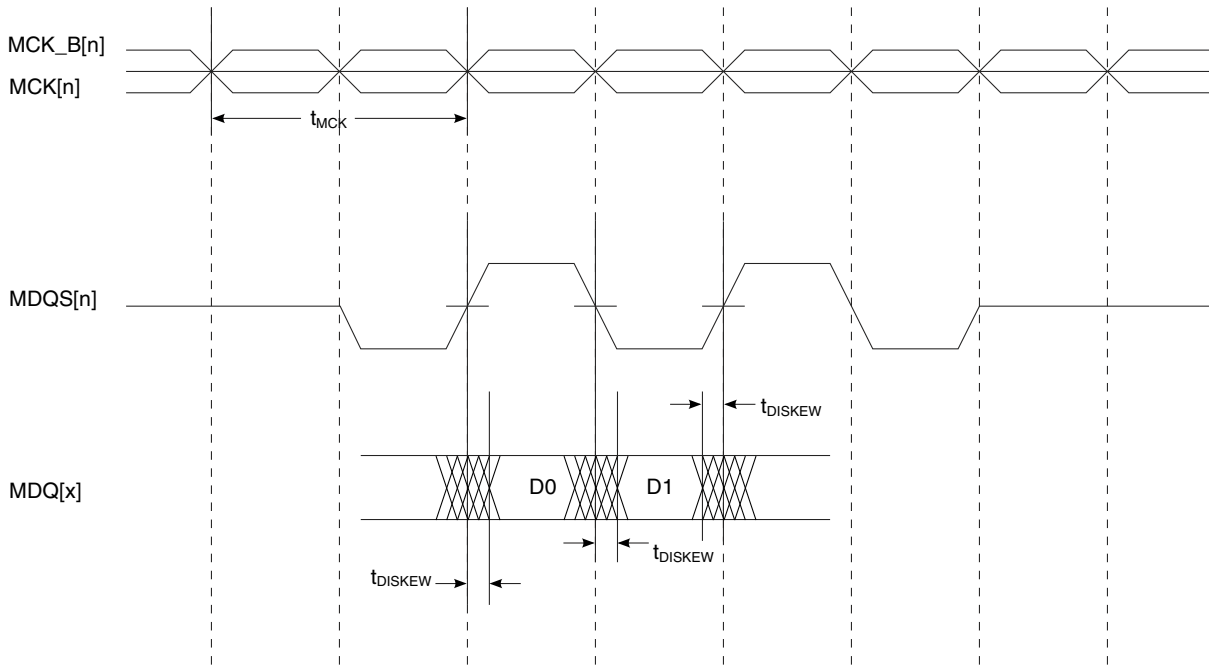 MCK_B[n]
MCK[n]
tMCK
MDQS[n]
tDISKEW
MDQ[x]
D0
D1
tDISKEW
tDISKEW